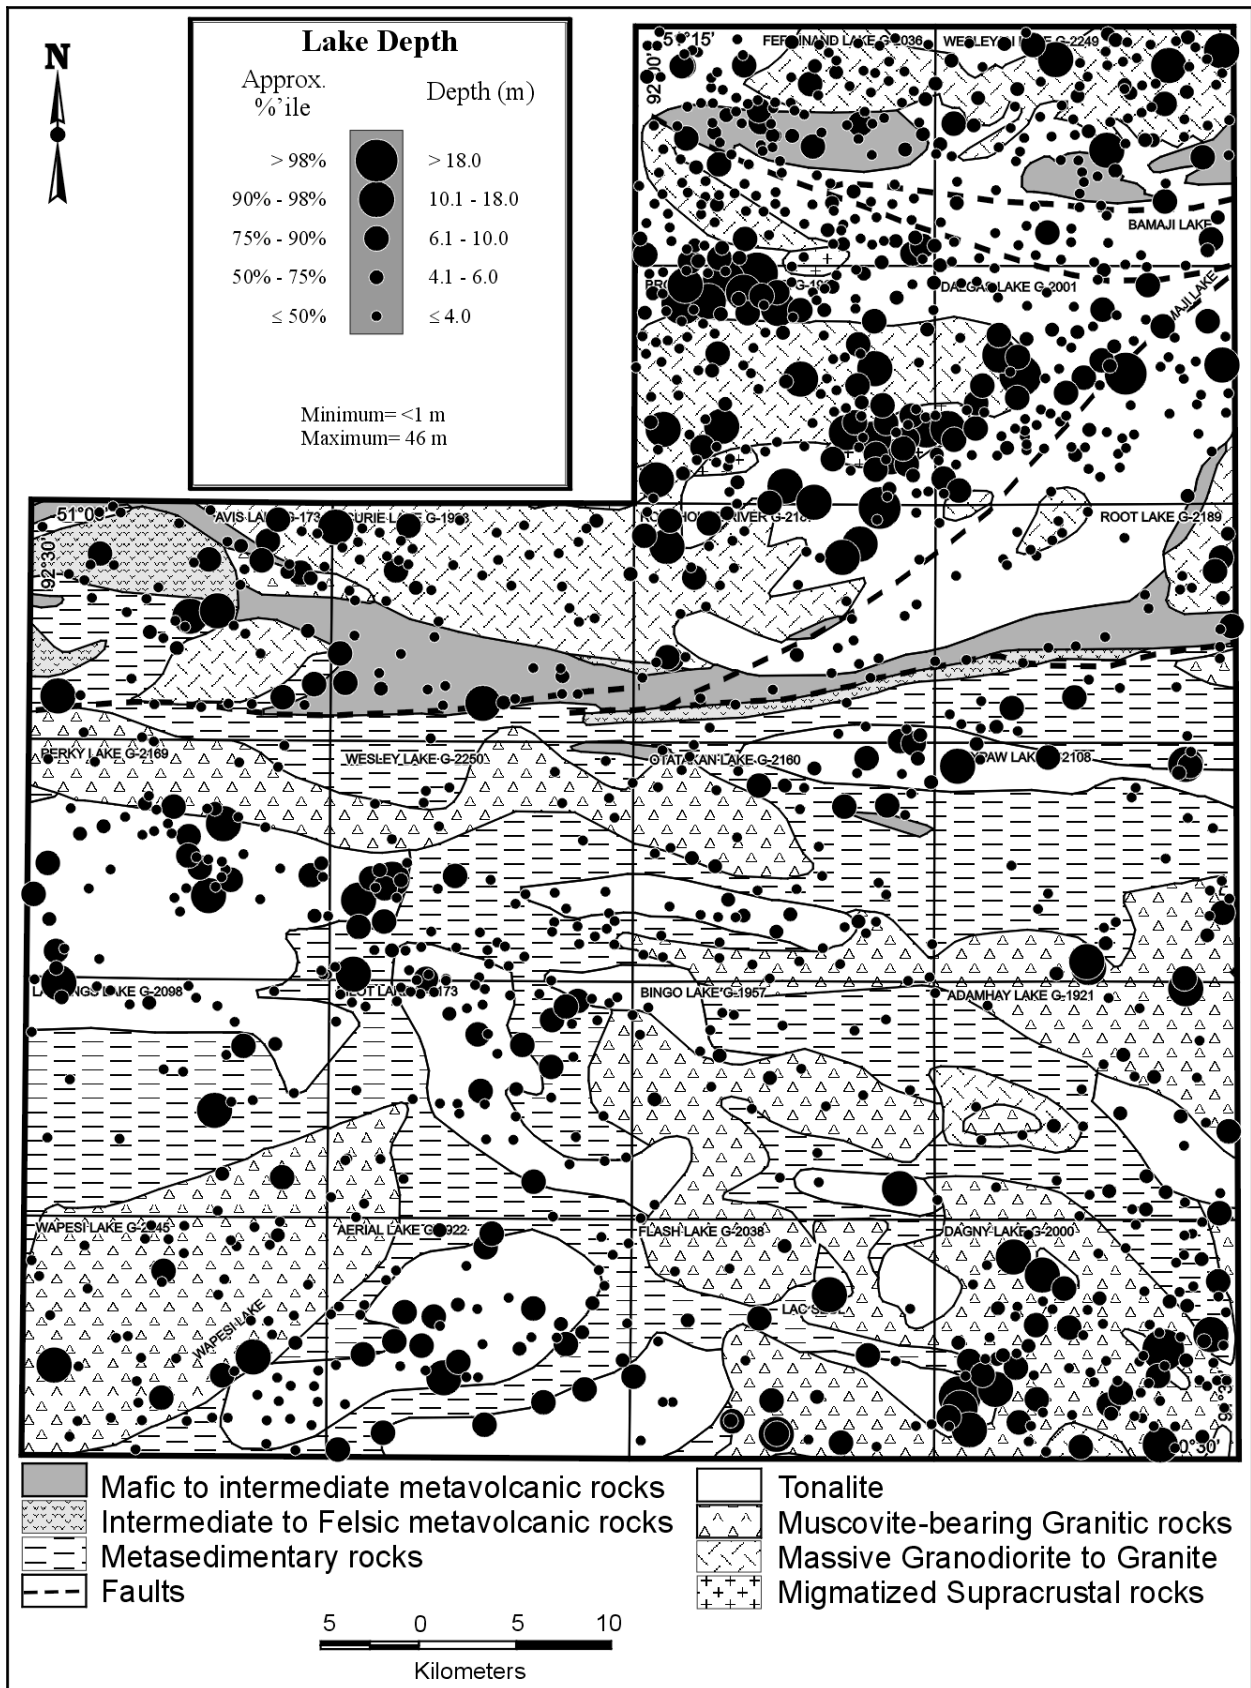 N
Lake Depth
Approx.
%'ile
Depth (m)
> 98%
> 18.0
90% - 98%
10.1 - 18.0
75% - 90%
6.1 - 10.0
50% - 75%
4.1 - 6.0
≤ 50%
≤ 4.0
Minimum= <1 m
Maximum= 46 m
51°15'
92°00'
LAKE
BAMAJI LAKE
LAKE G-2001
ROOT LAKE G-2189
92°30'
PERKY LAKE G-2169
WESLEY LAKE G-2250
OTATAKAN LAKE G-2160
BINGO LAKE G-1957
ADAMHAY LAKE G-1921
WAPESI LAKE
AERIAL LAKE
FLASH LAKE G-2038
DAGNY LAKE G-2000
WAPESI LAKE
Mafic to intermediate metavolcanic rocks
Intermediate to Felsic metavolcanic rocks
Metasedimentary rocks
Faults
Tonalite
Muscovite-bearing Granitic rocks
Massive Granodiorite to Granite
Migmatized Supracrustal rocks
5 0 5 10
Kilometers